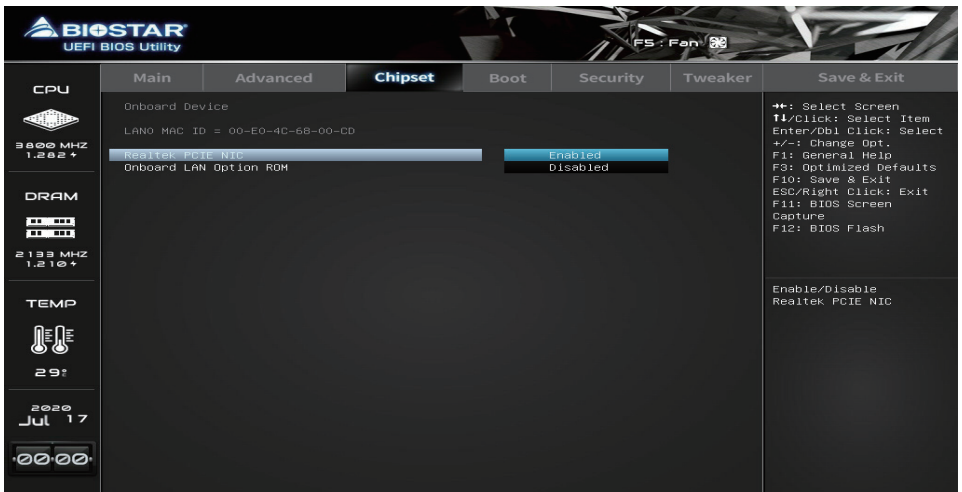 BIOSTAR®
UEFI BIOS Utility
F5 : Fan
Main Advanced Chipset Boot Security Tweaker Save & Exit
CPU
3800 MHZ
1.282
DRAM
2133 MHZ
1.210
TEMP
29
2020
Jul 17
00:00
Onboard Device
LAN0 MAC ID = 00-E0-4C-68-00-CD
Realtek PCIE NIC Enabled
Onboard LAN Option ROM Disabled
→←: Select Screen
↑↓/Click: Select Item
Enter/Dbl Click: Select
+/-: Change Opt.
F1: General Help
F3: Optimized Defaults
F10: Save & Exit
ESC/Right Click: Exit
F11: BIOS Screen
Capture
F12: BIOS Flash
Enable/Disable
Realtek PCIE NIC